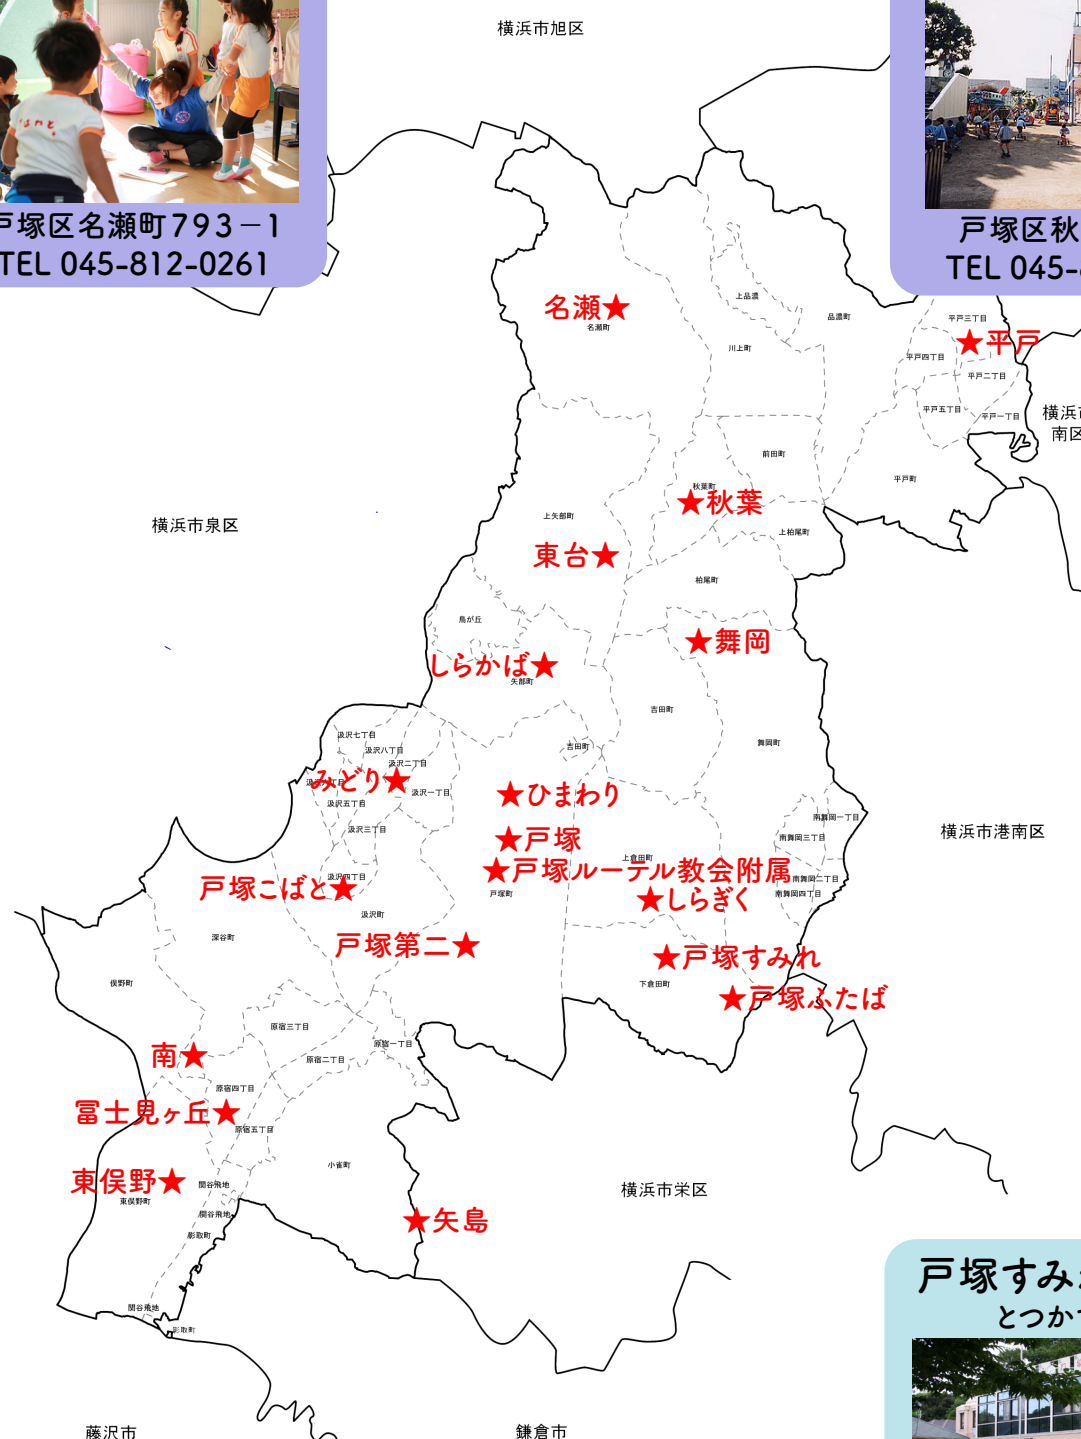 横浜市旭区
戸塚区名瀬町793－1
TEL 045-812-0261
戸塚区秋
TEL 045-
上品濃
名瀬★
名瀬町
品濃町
平戸三丁目
★平戸
川上町
平戸四丁目
平戸二丁目
平戸五丁目
平戸一丁目
横浜市
南区
前田町
平戸町
秋葉町
★秋葉
上矢部町
横浜市泉区
上柏尾町
東台★
柏尾町
鳥が丘
★舞岡
しらかば★
矢部町
吉田町
汲沢七丁目
舞岡町
汲沢八丁目
吉田町
汲沢二丁目
みどり★
汲沢一丁目
★ひまわり
汲沢五丁目
南舞岡一丁目
汲沢三丁目
横浜市港南区
★戸塚
南舞岡三丁目
上倉田町
★戸塚ルーテル教会附属
汲沢四丁目
南舞岡二丁目
戸塚こばと★
戸塚町
南舞岡四丁目
★しらぎく
汲沢町
深谷町
戸塚第二★
★戸塚すみれ
俣野町
下倉田町
★戸塚ふたば
原宿三丁目
原宿一丁目
南★
原宿二丁目
原宿四丁目
冨士見ヶ丘★
原宿五丁目
小雀町
東俣野★
関谷飛地
横浜市栄区
東俣野町
関谷飛地
★矢島
影取町
戸塚すみ
関谷飛地
とつか
影取町
藤沢市
鎌倉市